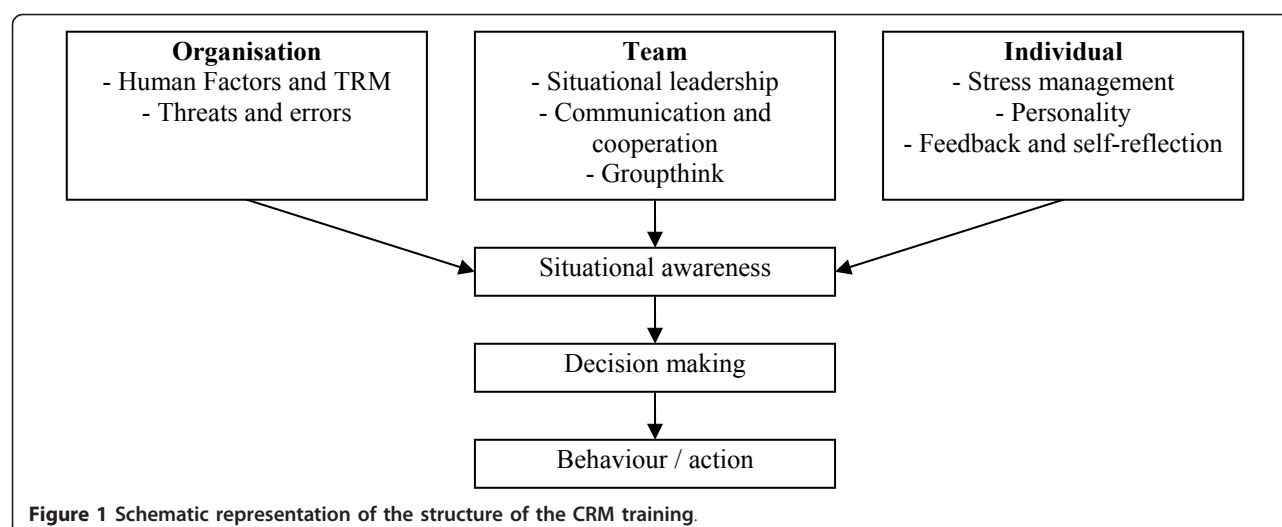 Organisation
- Human Factors and TRM
- Threats and errors
Team
- Situational leadership
- Communication and
cooperation
- Groupthink
Individual
- Stress management
- Personality
- Feedback and self-reflection
Situational awareness
Decision making
Behaviour / action
Figure 1 Schematic representation of the structure of the CRM training.